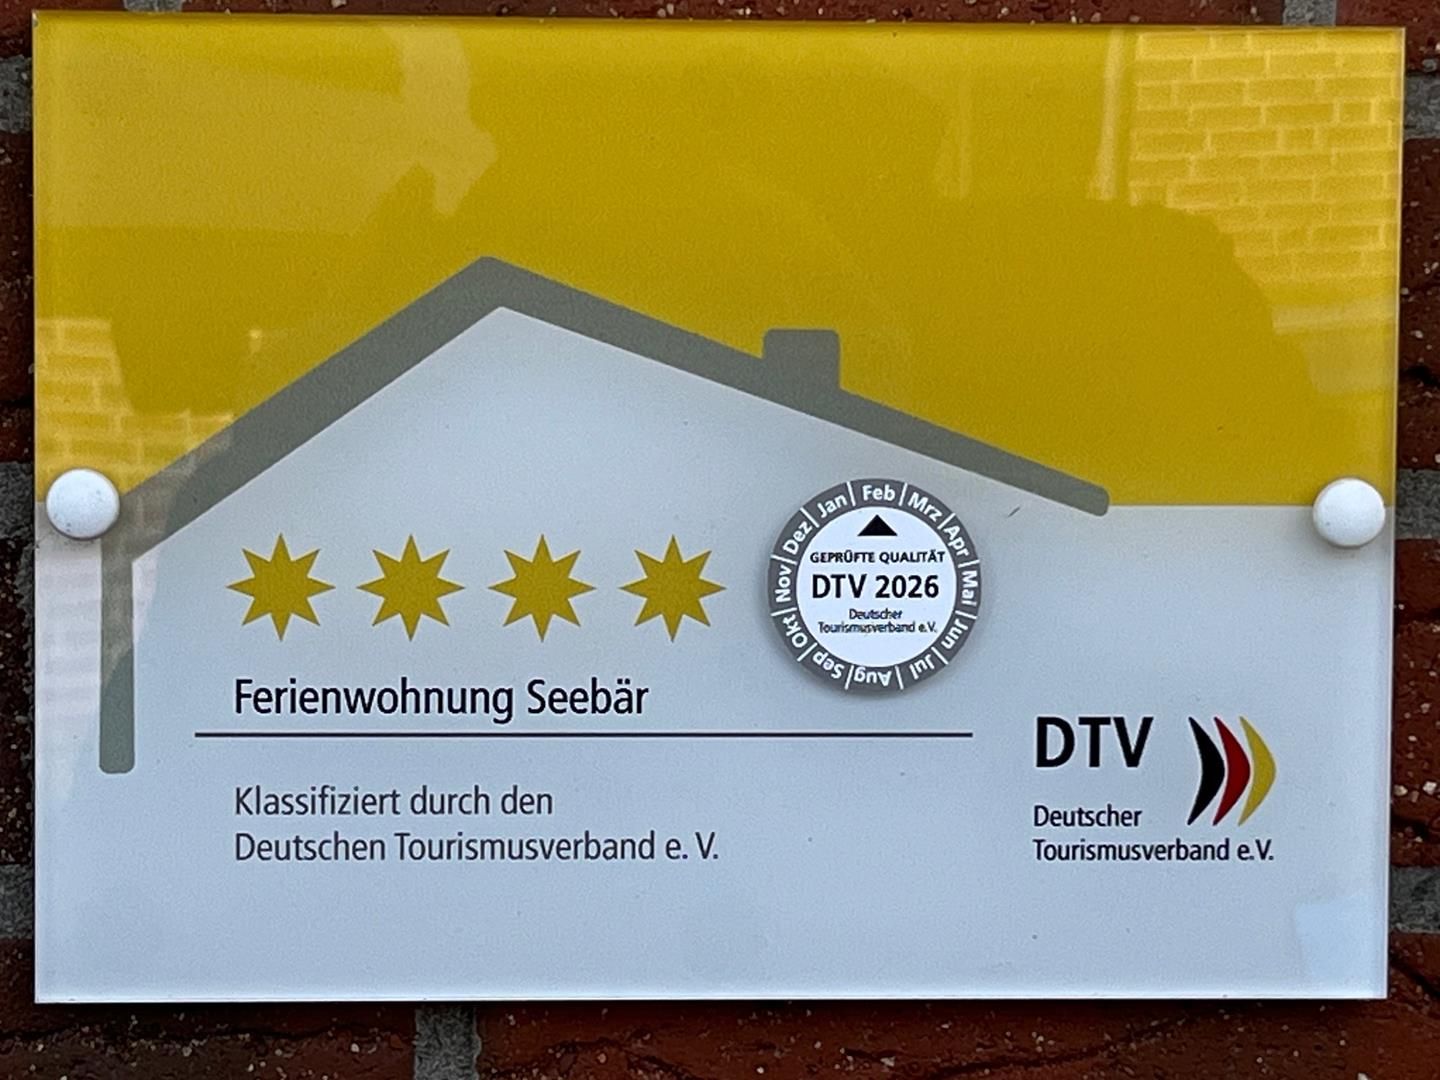 Jan Feb Mrz Apr Mai Jun Jul Aug Sep Okt Nov Dez
GEPRÜFTE QUALITÄT
DTV 2026
Deutscher
Tourismusverband e.V.
Ferienwohnung Seebär
Klassifiziert durch den
Deutschen Tourismusverband e. V.
DTV
Deutscher
Tourismusverband e.V.